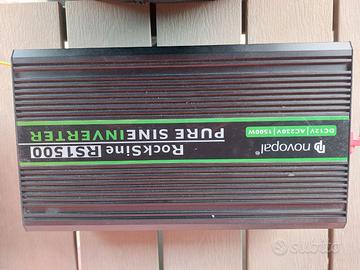 RockSine RS1500
PURE SINE INVERTER
novopal®
DC12V | AC230V | 1500W
subito